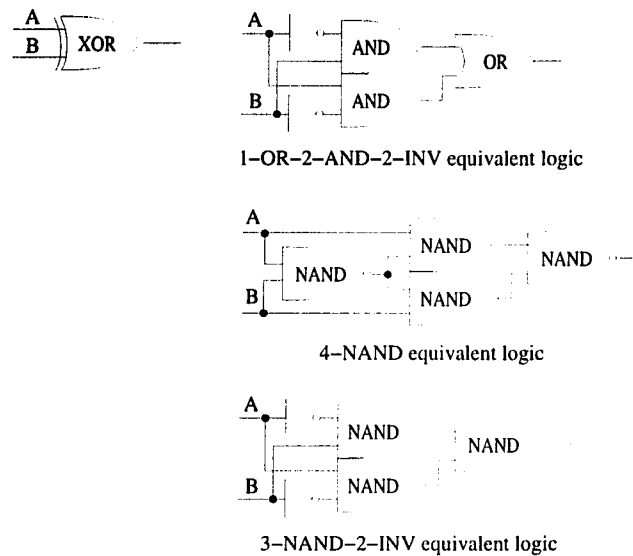 A
B
XOR
A
AND
OR
AND
B
1-OR-2-AND-2-INV equivalent logic
A
NAND
NAND
NAND
NAND
B
4-NAND equivalent logic
A
NAND
NAND
NAND
B
3-NAND-2-INV equivalent logic